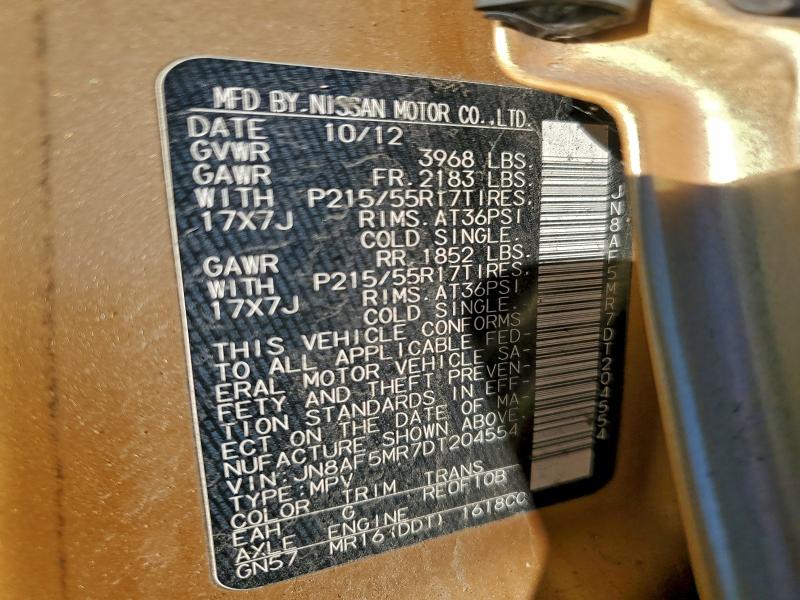 MFD BY.NISSAN MOTOR CO.,LTD.
DATE 10/12
GVWR 3968 LBS.
GAWR FR.2183 LBS.
WITH P215/55R17TIRES.
17X7J RIMS.AT36PSI
COLD SINGLE.
GAWR RR.1852 LBS.
WITH P215/55R17TIRES.
17X7J RIMS.AT36PSI
COLD SINGLE.
THIS VEHICLE CONFORMS
TO ALL APPLICABLE FED-
ERAL MOTOR VEHICLE SA-
FETY AND THEFT PREVEN-
TION STANDARDS IN EFF-
ECT ON THE DATE OF MA-
NUFACTURE SHOWN ABOVE.
VIN:JN8AF5MR7DT204554
TYPE:MPV
COLOR TRIM TRANS
EAH G RE0F10B
AXLE ENGINE
GN57 MR16(DDT) 1618CC
JN8AF5MR7DT204554